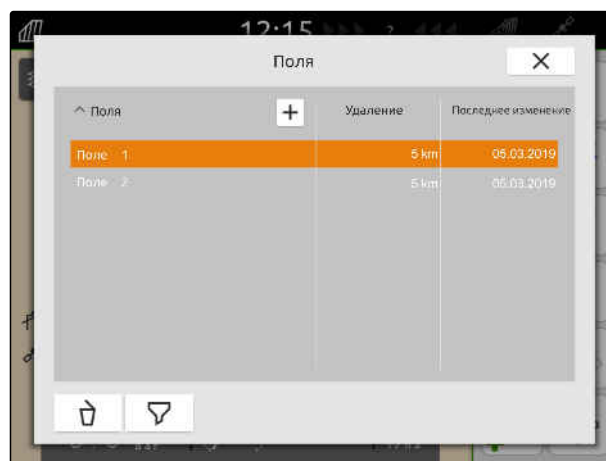 12:15
Поля
Поля Удаление Последнее изменение
Поле 1 5 km 05.03.2019
Поле 2 5 km 05.03.2019